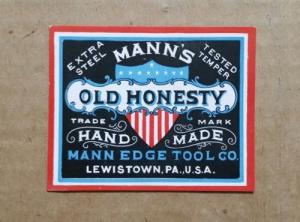 MANN'S
EXTRA STEEL
TESTED TEMPER
OLD HONESTY
TRADE MARK
HAND MADE
MANN EDGE TOOL CO.
LEWISTOWN, PA., U.S.A.